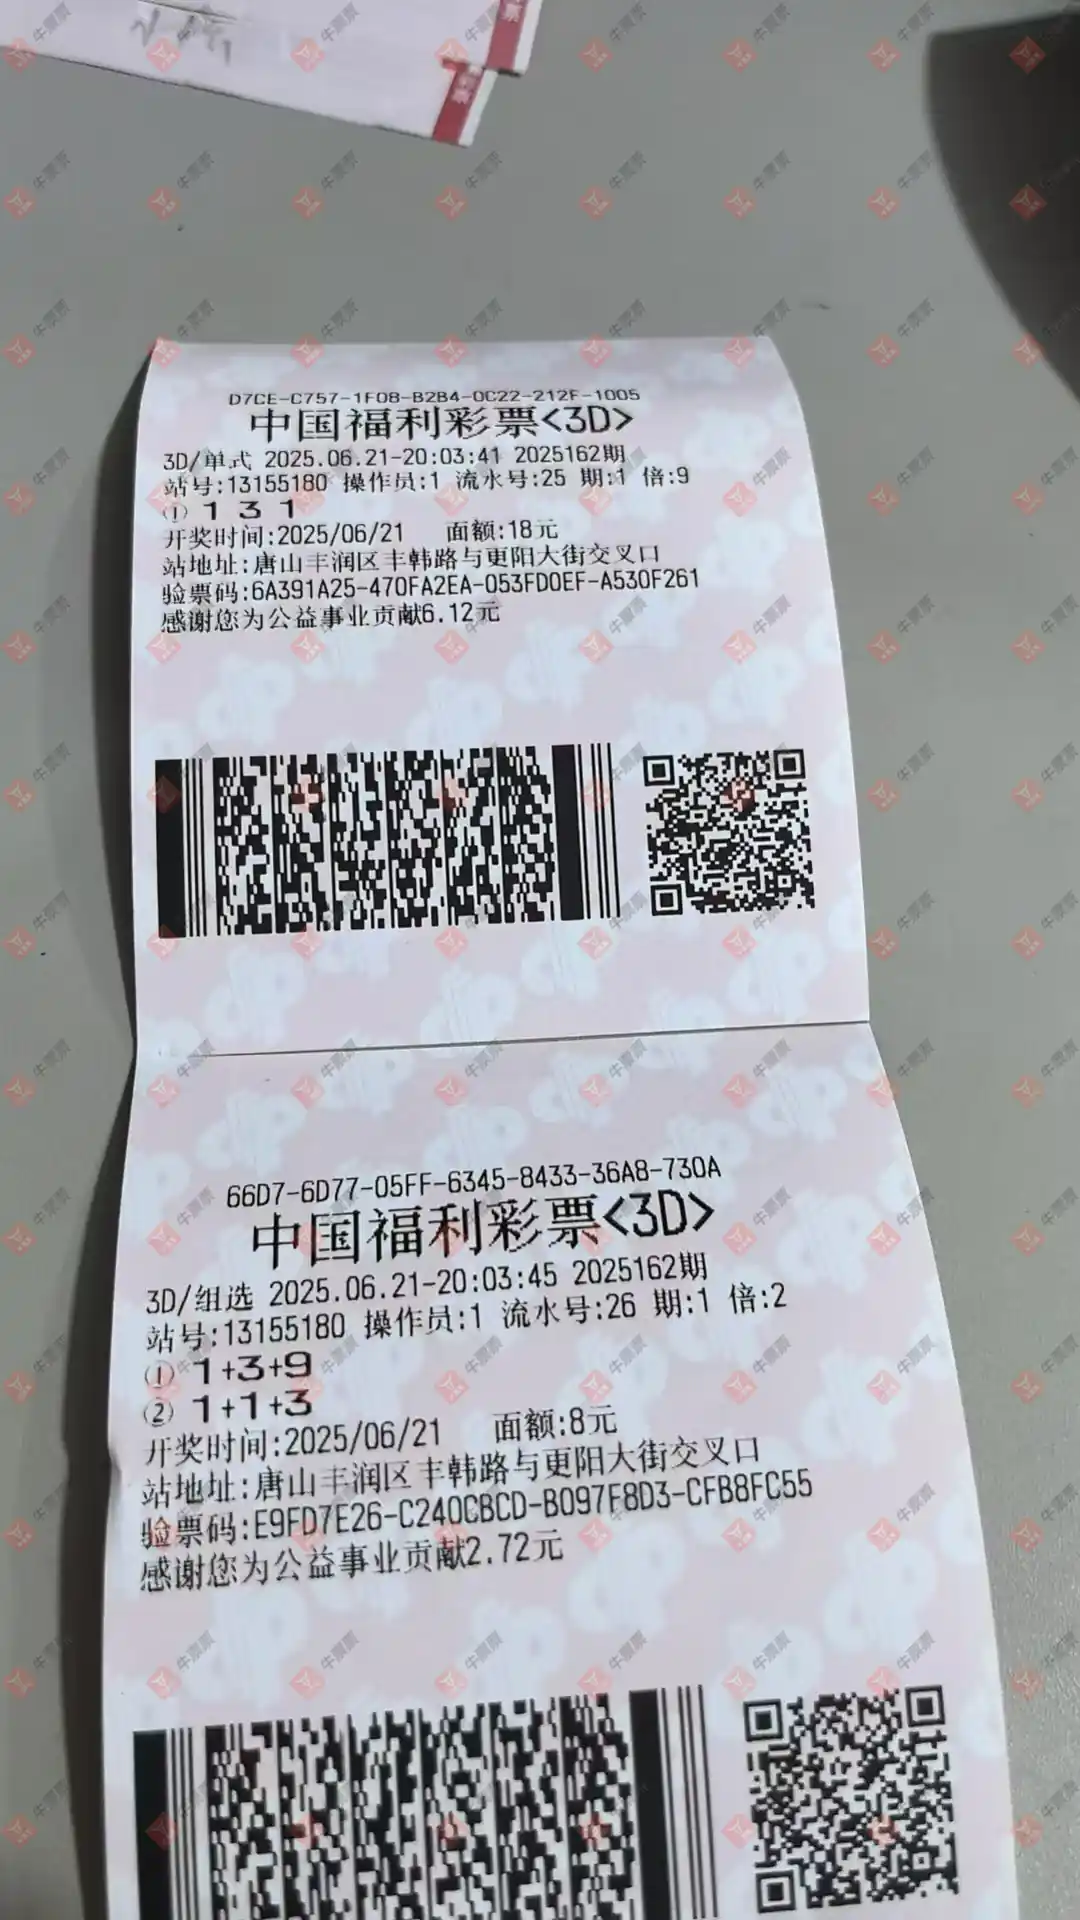 D7CE-C757-1F08-B2B4-0C22-212F-1005
中国福利彩票<3D>
3D/单式 2025.06.21-20:03:41 2025162期
站号:13155180 操作员:1 流水号:25 期:1 倍:9
① 1 3 1
开奖时间:2025/06/21 面额:18元
站地址:唐山丰润区丰韩路与更阳大街交叉口
验票码:6A391A25-470FA2EA-053FD0EF-A530F261
感谢您为公益事业贡献6.12元
66D7-6D77-05FF-6345-8433-36A8-730A
中国福利彩票<3D>
3D/组选 2025.06.21-20:03:45 2025162期
站号:13155180 操作员:1 流水号:26 期:1 倍:2
① 1+3+9
② 1+1+3
开奖时间:2025/06/21 面额:8元
站地址:唐山丰润区丰韩路与更阳大街交叉口
验票码:E9FD7E26-C240CBCD-B097F8D3-CFB8FC55
感谢您为公益事业贡献2.72元
牛票票